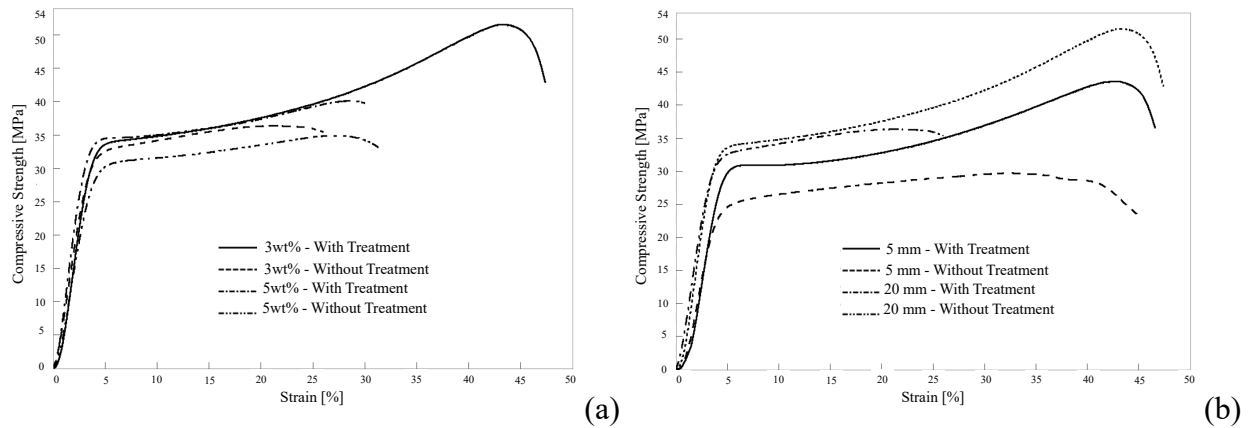 54
50
45
40
35
30
25
20
15
10
5
0
Compressive Strength [MPa]
3wt% - With Treatment
3wt% - Without Treatment
5wt% - With Treatment
5wt% - Without Treatment
0 5 10 15 20 25 30 35 40 45 50
Strain [%]
(a)
54
50
45
40
35
30
25
20
15
10
5
0
Compressive Strength [MPa]
5 mm - With Treatment
5 mm - Without Treatment
20 mm - With Treatment
20 mm - Without Treatment
0 5 10 15 20 25 30 35 40 45 50
Strain [%]
(b)